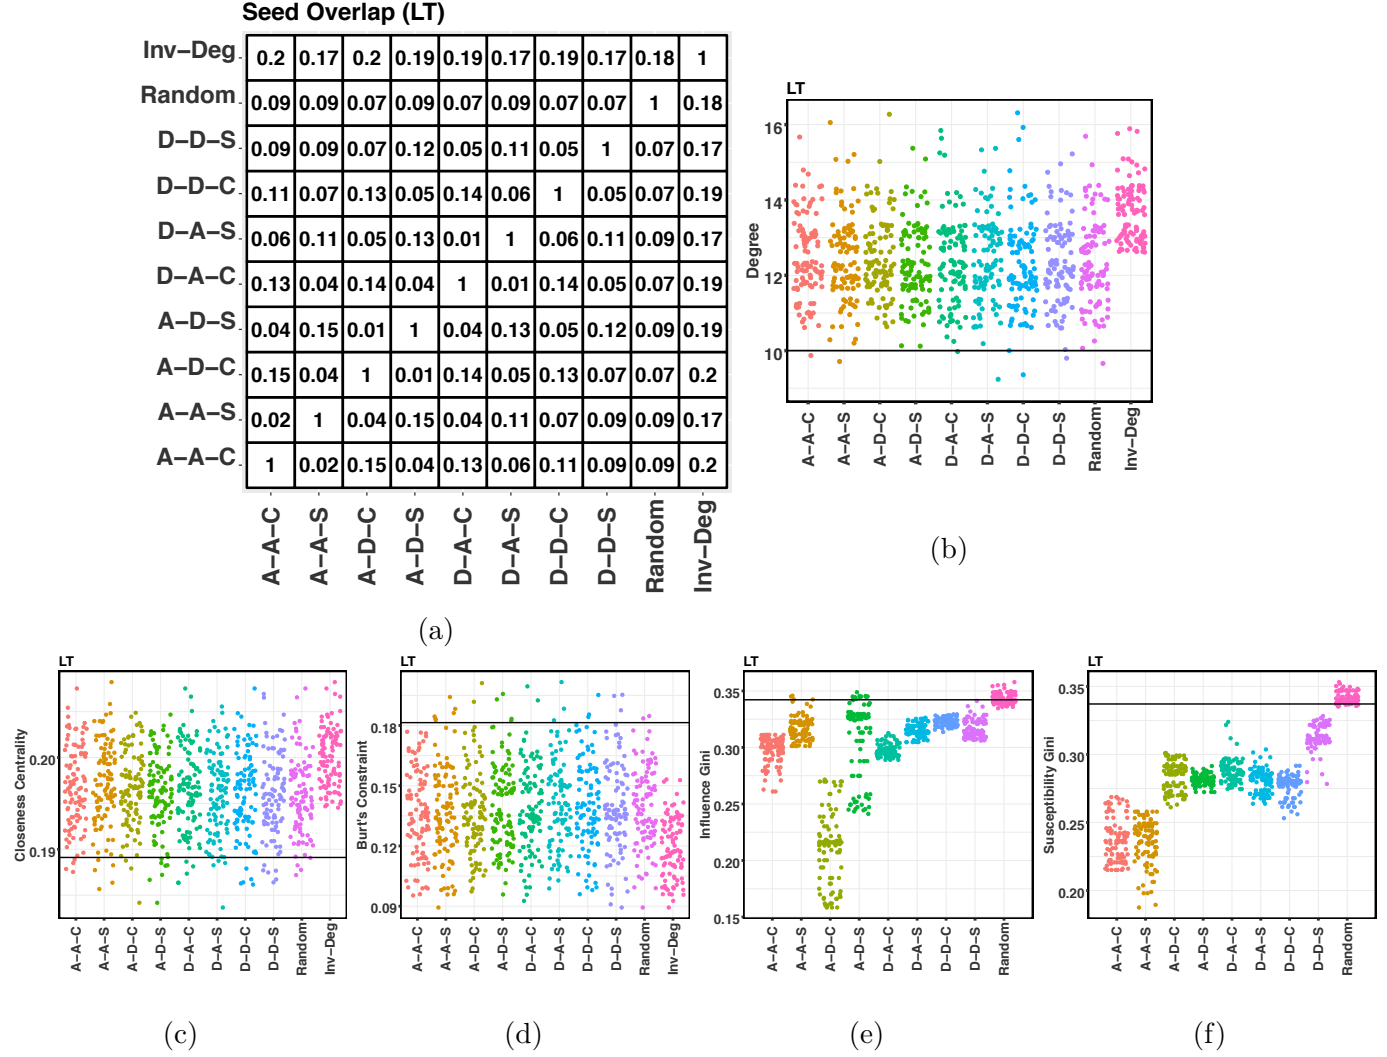 Seed Overlap (LT)
Inv−Deg 0.2 0.17 0.2 0.19 0.19 0.17 0.19 0.17 0.18 1
Random 0.09 0.09 0.07 0.09 0.07 0.09 0.07 0.07 1 0.18
D−D−S 0.09 0.09 0.07 0.12 0.05 0.11 0.05 1 0.07 0.17
D−D−C 0.11 0.07 0.13 0.05 0.14 0.06 1 0.05 0.07 0.19
D−A−S 0.06 0.11 0.05 0.13 0.01 1 0.06 0.11 0.09 0.17
D−A−C 0.13 0.04 0.14 0.04 1 0.01 0.14 0.05 0.07 0.19
A−D−S 0.04 0.15 0.01 1 0.04 0.13 0.05 0.12 0.09 0.19
A−D−C 0.15 0.04 1 0.01 0.14 0.05 0.13 0.07 0.07 0.2
A−A−S 0.02 1 0.04 0.15 0.04 0.11 0.07 0.09 0.09 0.17
A−A−C 1 0.02 0.15 0.04 0.13 0.06 0.11 0.09 0.09 0.2
A−A−C A−A−S A−D−C A−D−S D−A−C D−A−S D−D−C D−D−S Random Inv−Deg
(a)
LT
Degree
16
14
12
10
A−A−C A−A−S A−D−C A−D−S D−A−C D−A−S D−D−C D−D−S Random Inv−Deg
(b)
LT
Closeness Centrality
0.20
0.19
A−A−C A−A−S A−D−C A−D−S D−A−C D−A−S D−D−C D−D−S Random Inv−Deg
(c)
LT
Burt's Constraint
0.18
0.15
0.12
0.09
A−A−C A−A−S A−D−C A−D−S D−A−C D−A−S D−D−C D−D−S Random Inv−Deg
(d)
LT
Influence Gini
0.35
0.30
0.25
0.20
0.15
A−A−C A−A−S A−D−C A−D−S D−A−C D−A−S D−D−C D−D−S Random
(e)
LT
Susceptibility Gini
0.35
0.30
0.25
0.20
A−A−C A−A−S A−D−C A−D−S D−A−C D−A−S D−D−C D−D−S Random
(f)